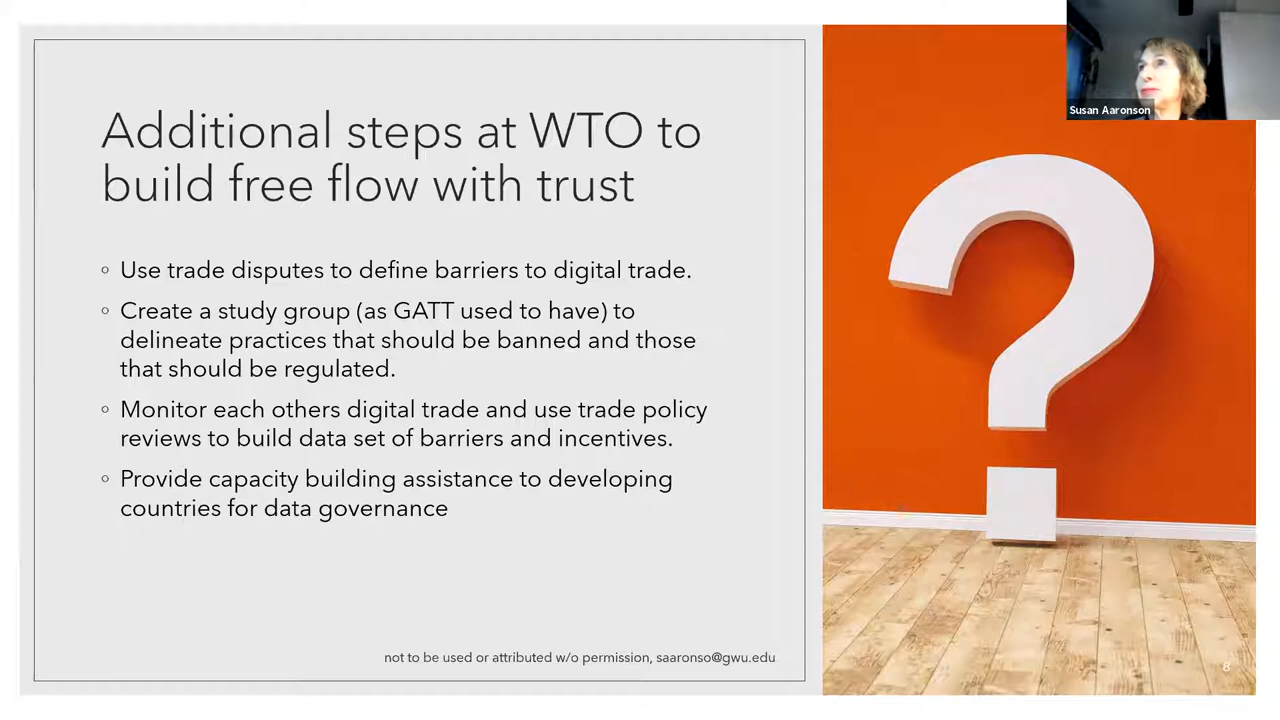 Susan Aaronson
Additional steps at WTO to
build free flow with trust
◦ Use trade disputes to define barriers to digital trade.
◦ Create a study group (as GATT used to have) to
delineate practices that should be banned and those
that should be regulated.
◦ Monitor each others digital trade and use trade policy
reviews to build data set of barriers and incentives.
◦ Provide capacity building assistance to developing
countries for data governance
not to be used or attributed w/o permission, saaronso@gwu.edu
8
?